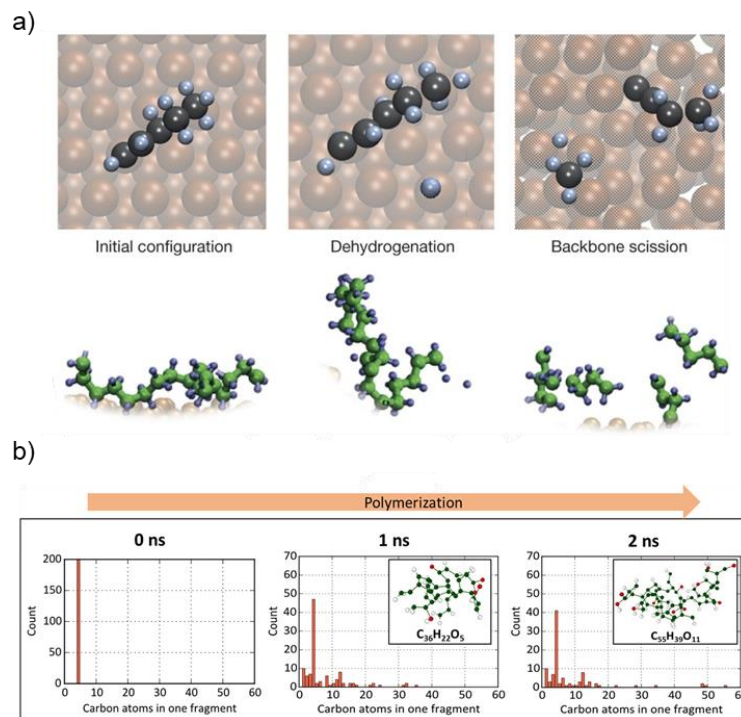 a)
Initial configuration
Dehydrogenation
Backbone scission
b)
Polymerization
0 ns
1 ns
2 ns
200
150
100
50
0
Count
0 10 20 30 40 50 60
Carbon atoms in one fragment
70
60
50
40
30
20
10
0
Count
C36H22O5
0 10 20 30 40 50 60
Carbon atoms in one fragment
70
60
50
40
30
20
10
0
Count
C55H39O11
0 10 20 30 40 50 60
Carbon atoms in one fragment